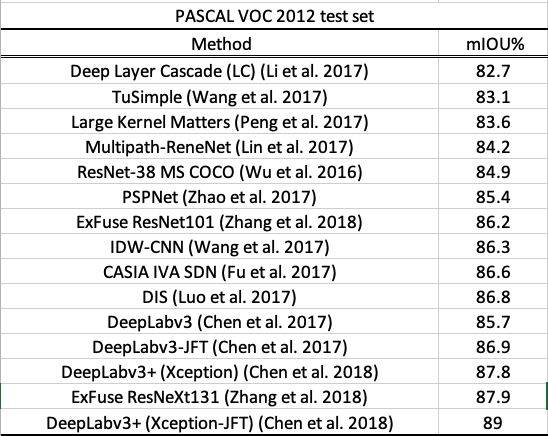 PASCAL VOC 2012 test set
Method mIOU%
Deep Layer Cascade (LC) (Li et al. 2017) 82.7
TuSimple (Wang et al. 2017) 83.1
Large Kernel Matters (Peng et al. 2017) 83.6
Multipath-ReneNet (Lin et al. 2017) 84.2
ResNet-38 MS COCO (Wu et al. 2016) 84.9
PSPNet (Zhao et al. 2017) 85.4
ExFuse ResNet101 (Zhang et al. 2018) 86.2
IDW-CNN (Wang et al. 2017) 86.3
CASIA IVA SDN (Fu et al. 2017) 86.6
DIS (Luo et al. 2017) 86.8
DeepLabv3 (Chen et al. 2017) 85.7
DeepLabv3-JFT (Chen et al. 2017) 86.9
DeepLabv3+ (Xception) (Chen et al. 2018) 87.8
ExFuse ResNeXt131 (Zhang et al. 2018) 87.9
DeepLabv3+ (Xception-JFT) (Chen et al. 2018) 89